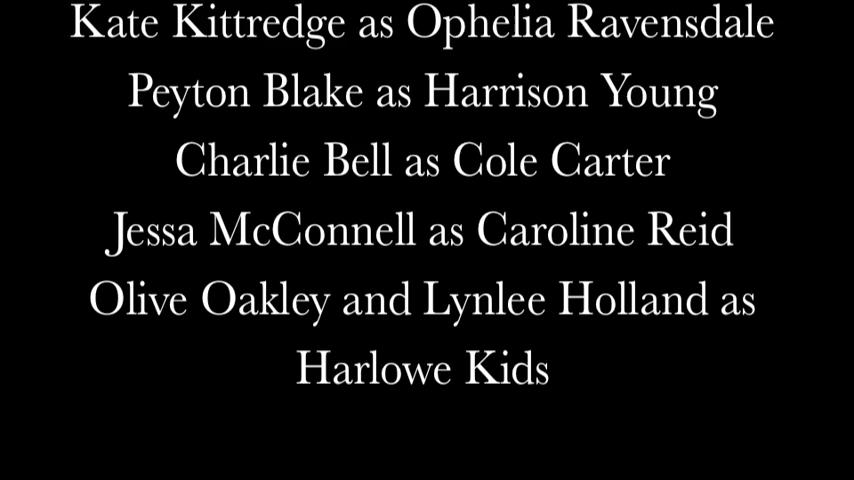 Kate Kittredge as Ophelia Ravensdale
Peyton Blake as Harrison Young
Charlie Bell as Cole Carter
Jessa McConnell as Caroline Reid
Olive Oakley and Lynlee Holland as
Harlowe Kids